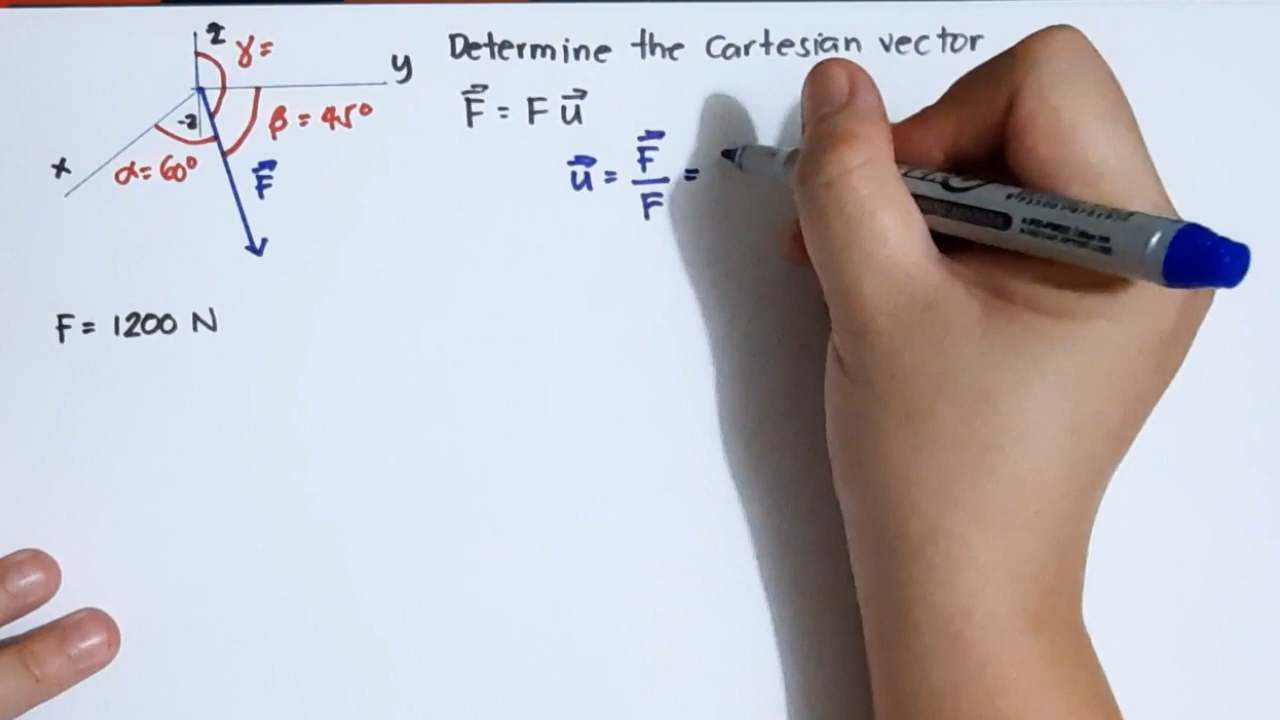 z
γ=
y
-z
β = 45°
x
α=60°
F⃗
F = 1200 N
Determine the Cartesian vector
F⃗ = F u⃗
u⃗ = F⃗/F =